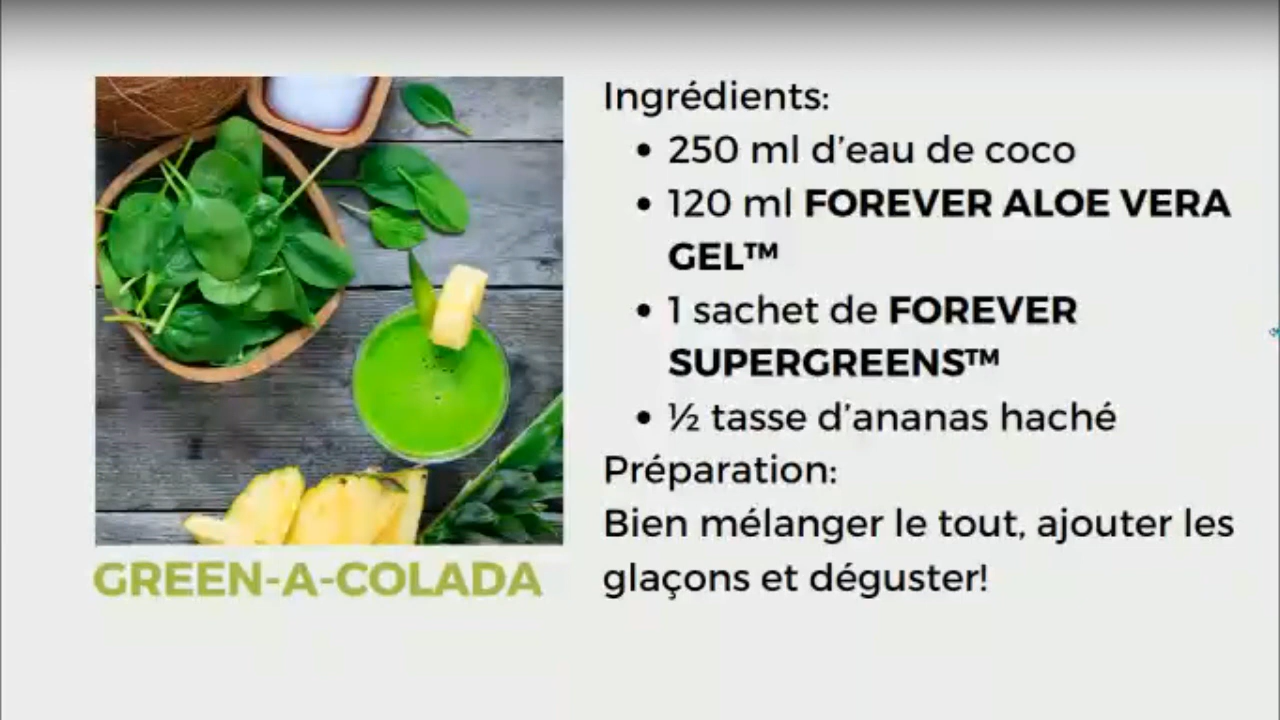 Ingrédients:
• 250 ml d’eau de coco
• 120 ml FOREVER ALOE VERA
GEL™
• 1 sachet de FOREVER
SUPERGREENS™
• ½ tasse d’ananas haché
Préparation:
Bien mélanger le tout, ajouter les
glaçons et déguster!
GREEN-A-COLADA